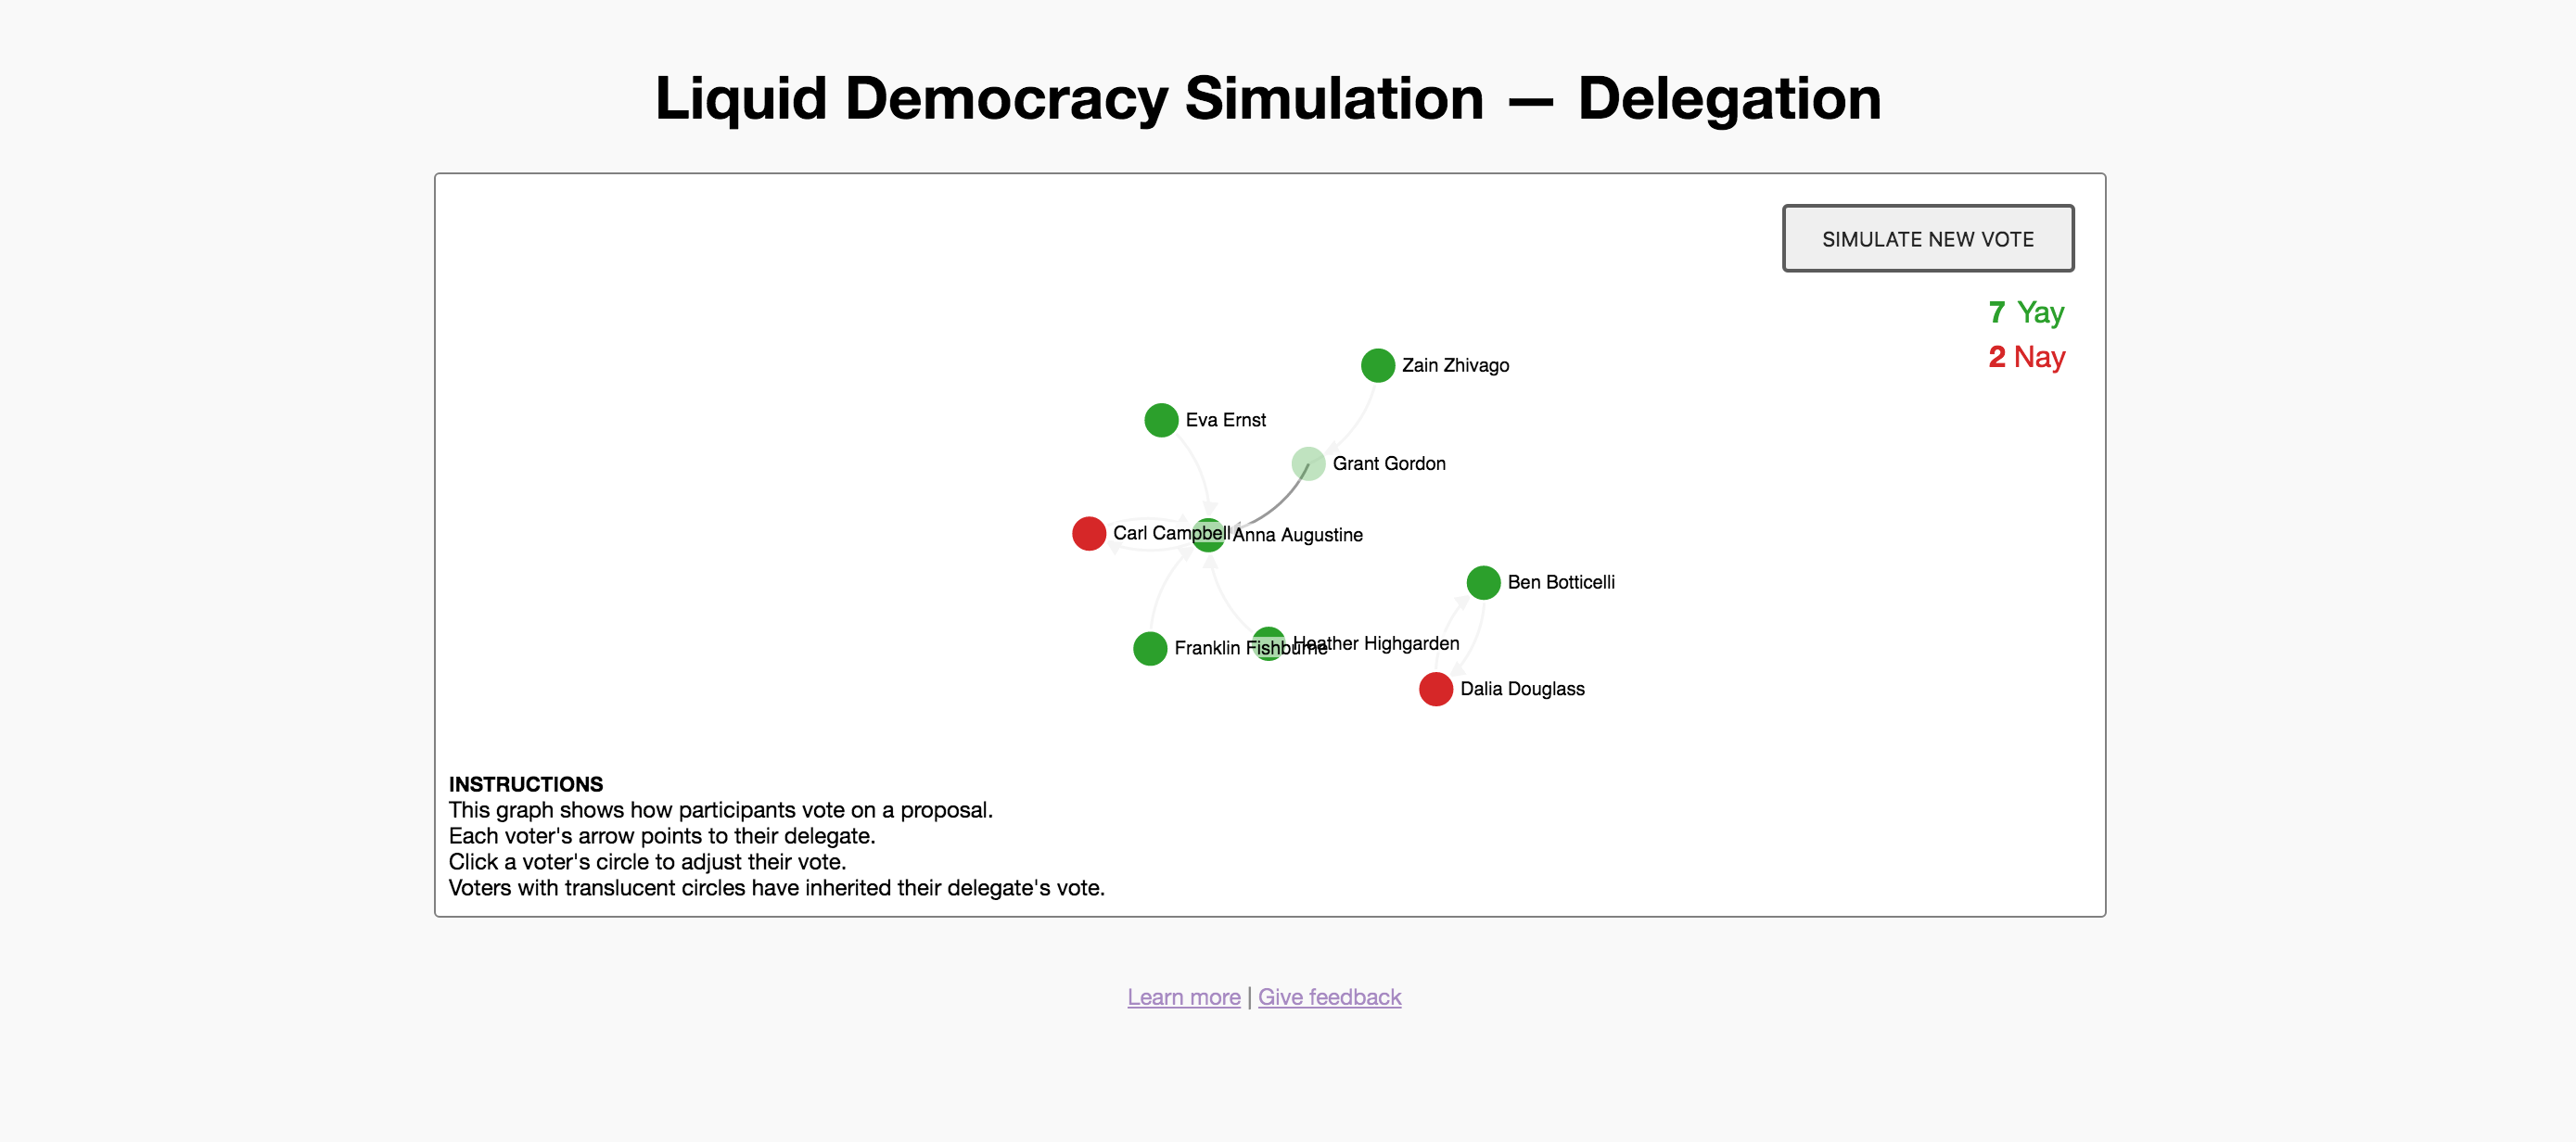 Liquid Democracy Simulation — Delegation
SIMULATE NEW VOTE
7 Yay
2 Nay
Zain Zhivago
Eva Ernst
Grant Gordon
Carl Campbell
Anna Augustine
Ben Botticelli
Franklin Fishburne
Heather Highgarden
Dalia Douglass
INSTRUCTIONS
This graph shows how participants vote on a proposal.
Each voter's arrow points to their delegate.
Click a voter's circle to adjust their vote.
Voters with translucent circles have inherited their delegate's vote.
Learn more | Give feedback